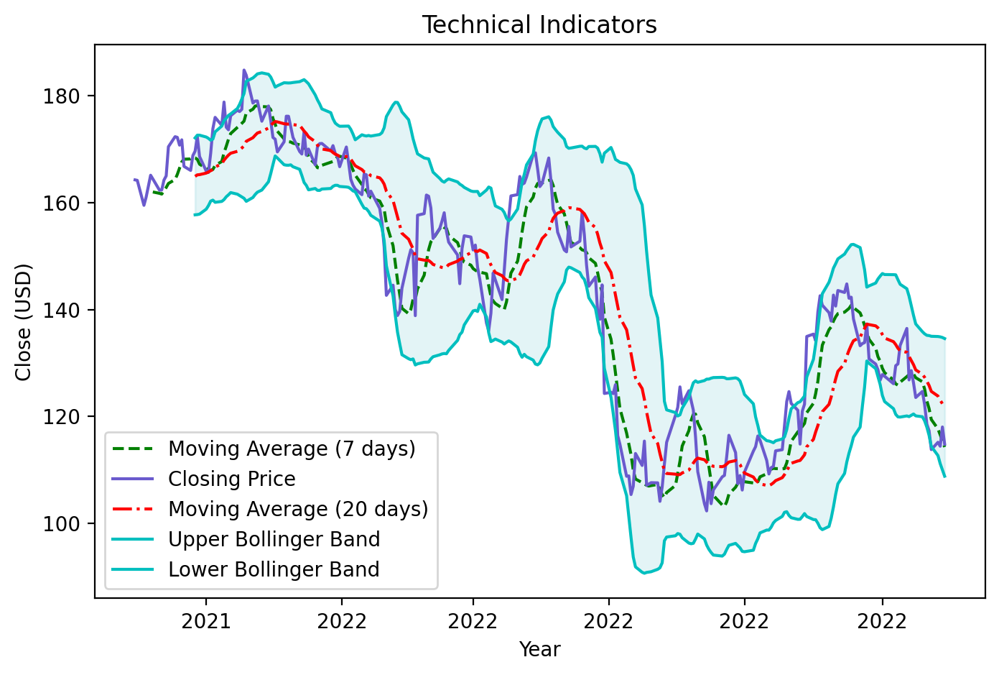 Technical Indicators
180
160
140
120
100
Close (USD)
Moving Average (7 days)
Closing Price
Moving Average (20 days)
Upper Bollinger Band
Lower Bollinger Band
2021 2022 2022 2022 2022 2022
Year